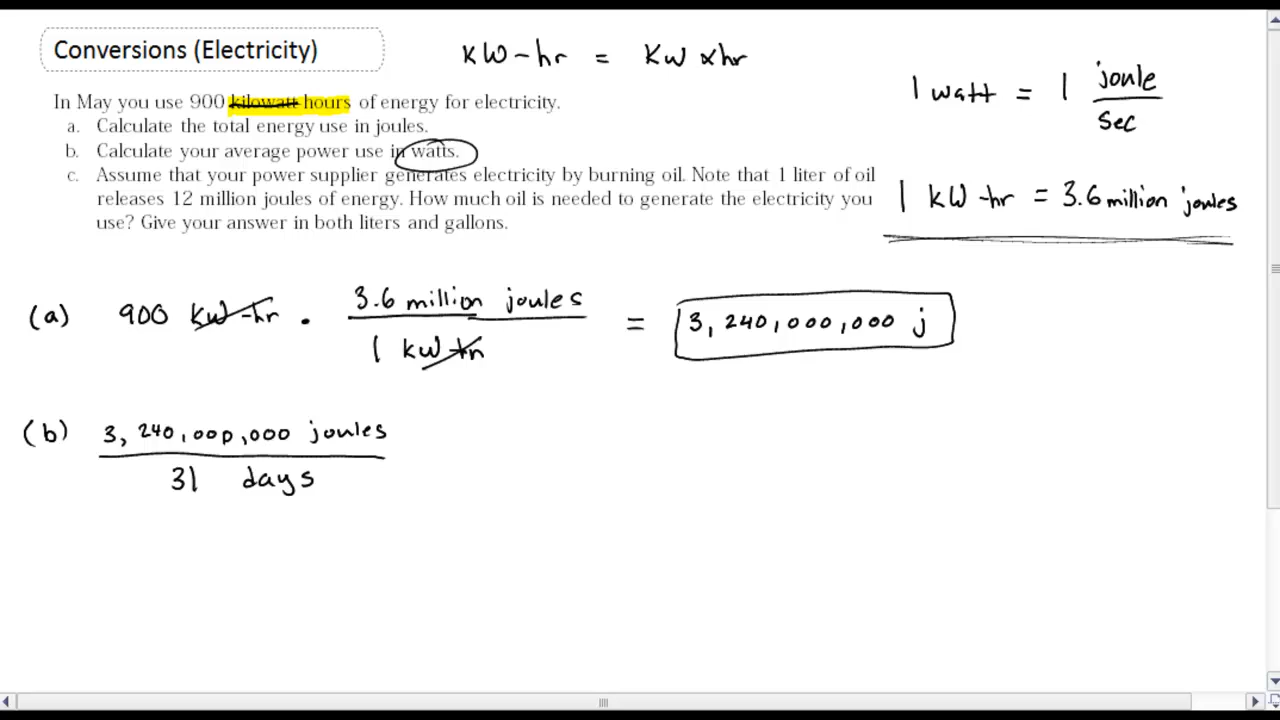 Conversions (Electricity)
KW-hr = KW x hr
1 watt = 1 joule/sec
In May you use 900 kilowatt hours of energy for electricity.
a. Calculate the total energy use in joules.
b. Calculate your average power use in watts.
c. Assume that your power supplier generates electricity by burning oil. Note that 1 liter of oil
releases 12 million joules of energy. How much oil is needed to generate the electricity you
use? Give your answer in both liters and gallons.
1 KW-hr = 3.6 million joules
(a) 900 KW-hr · 3.6 million joules / 1 KW-hr = 3,240,000,000 j
(b) 3,240,000,000 joules
31 days